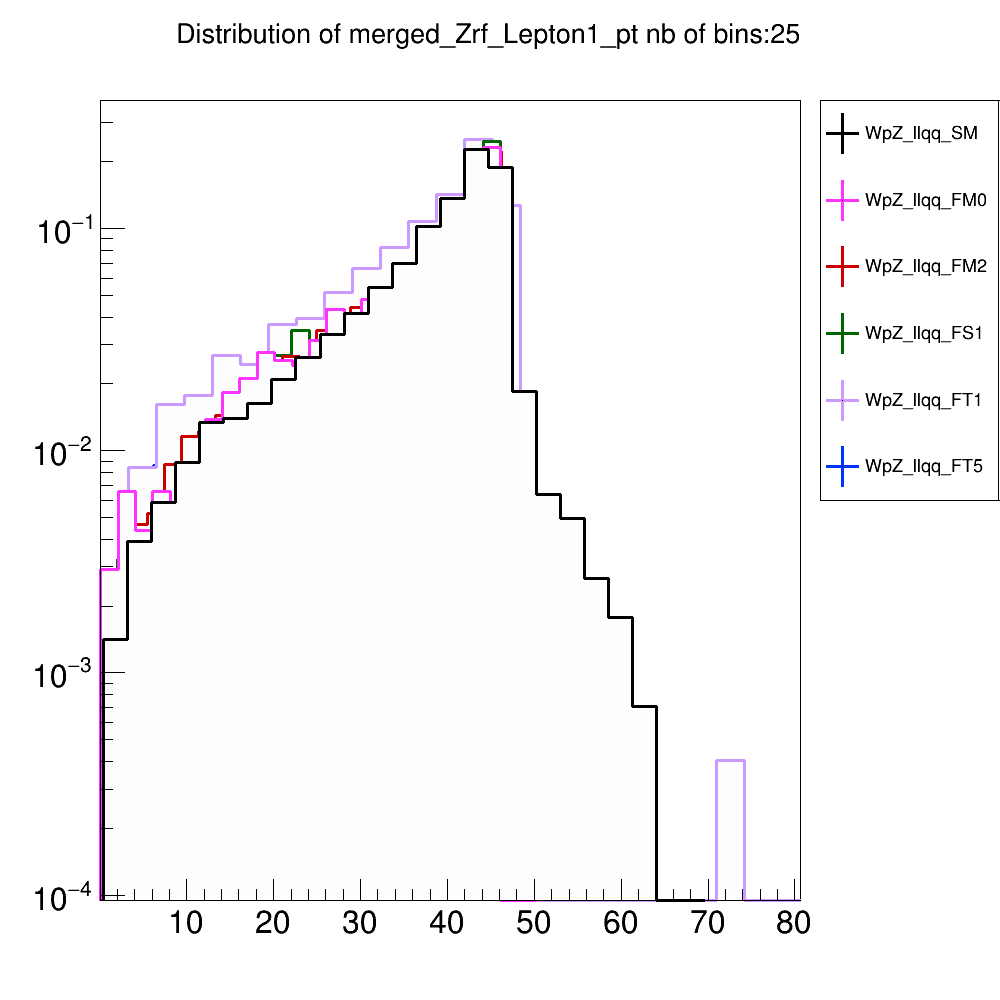 Distribution of merged_Zrf_Lepton1_pt nb of bins:25
WpZ_llqq_SM
WpZ_llqq_FM0
WpZ_llqq_FM2
WpZ_llqq_FS1
WpZ_llqq_FT1
WpZ_llqq_FT5
10⁻¹
10⁻²
10⁻³
10⁻⁴
10 20 30 40 50 60 70 80